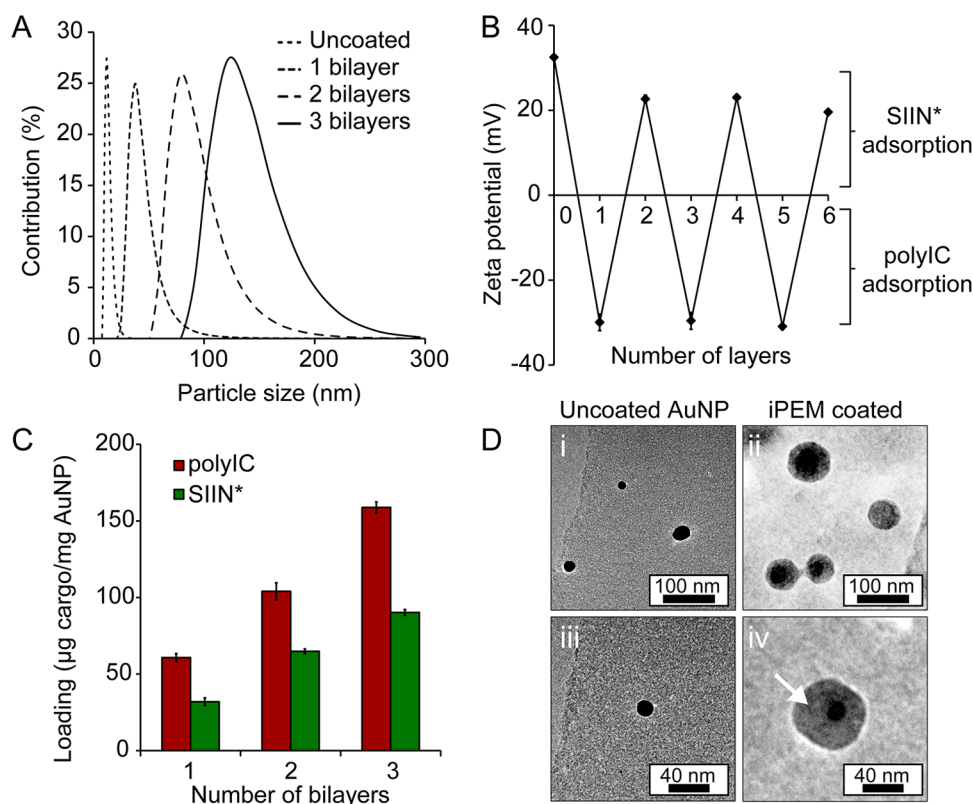 A
30
25
20
15
10
5
0
Contribution (%)
Uncoated
1 bilayer
2 bilayers
3 bilayers
0
100
200
300
Particle size (nm)
B
40
20
0
-20
-40
Zeta potential (mV)
0
1
2
3
4
5
6
Number of layers
SIIN*
adsorption
polyIC
adsorption
C
200
150
100
50
0
Loading (µg cargo/mg AuNP)
polyIC
SIIN*
1
2
3
Number of bilayers
D
Uncoated AuNP
iPEM coated
i
100 nm
ii
100 nm
iii
40 nm
iv
40 nm